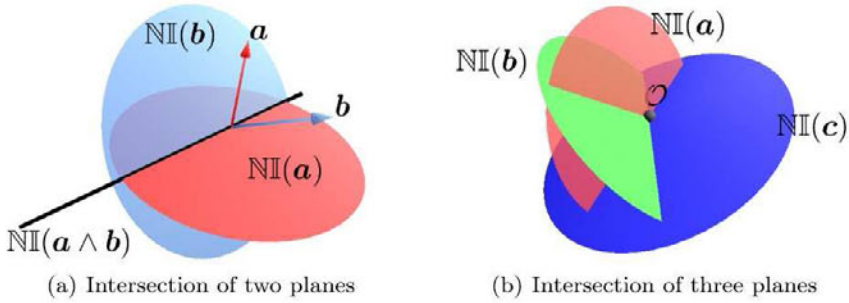 ℕ𝕀(b)
a
b
ℕ𝕀(a)
ℕ𝕀(a ∧ b)
(a) Intersection of two planes
ℕ𝕀(a)
ℕ𝕀(b)
𝒪
ℕ𝕀(c)
(b) Intersection of three planes